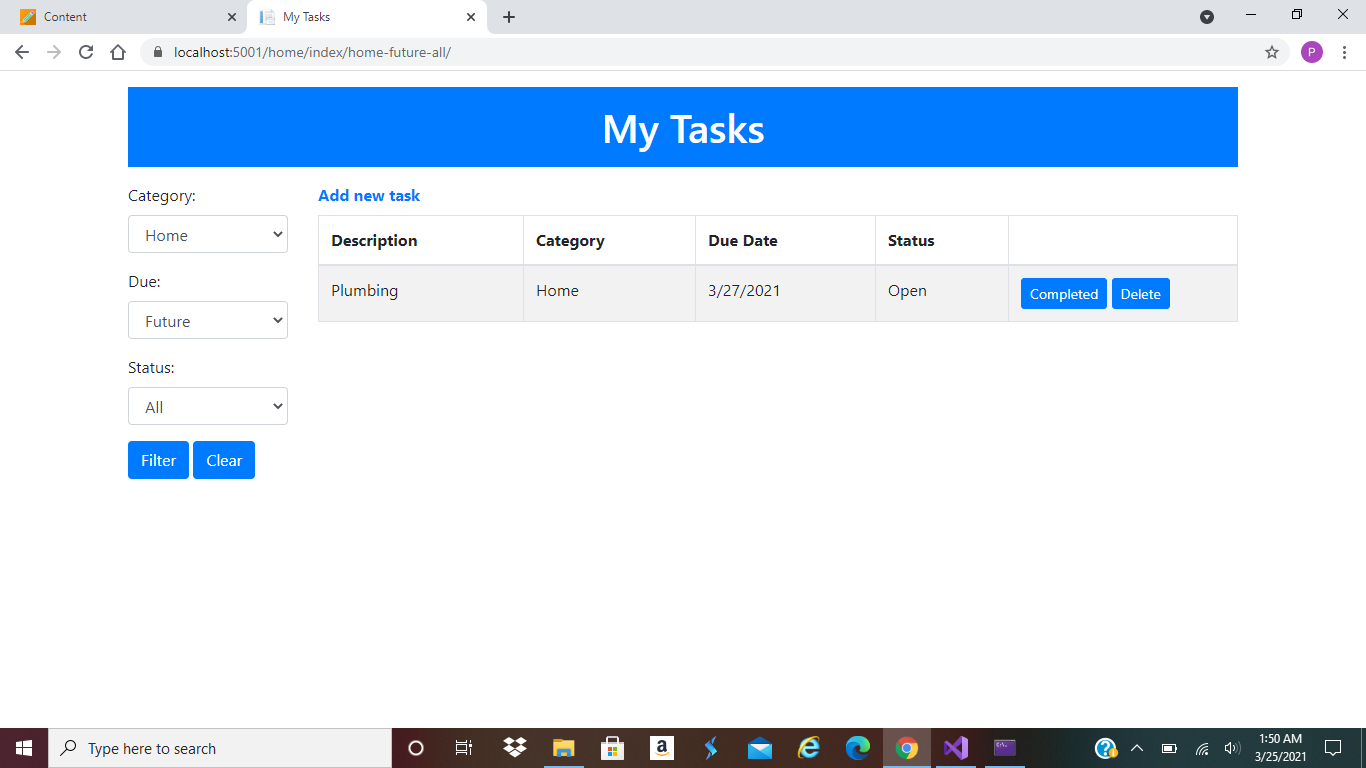 Content
My Tasks
P
localhost:5001/home/index/home-future-all/
My Tasks
Category:
Home
Due:
Future
Status:
All
Filter Clear
Add new task
Description Category Due Date Status
Plumbing Home 3/27/2021 Open Completed Delete
Type here to search
a
1:50 AM
3/25/2021